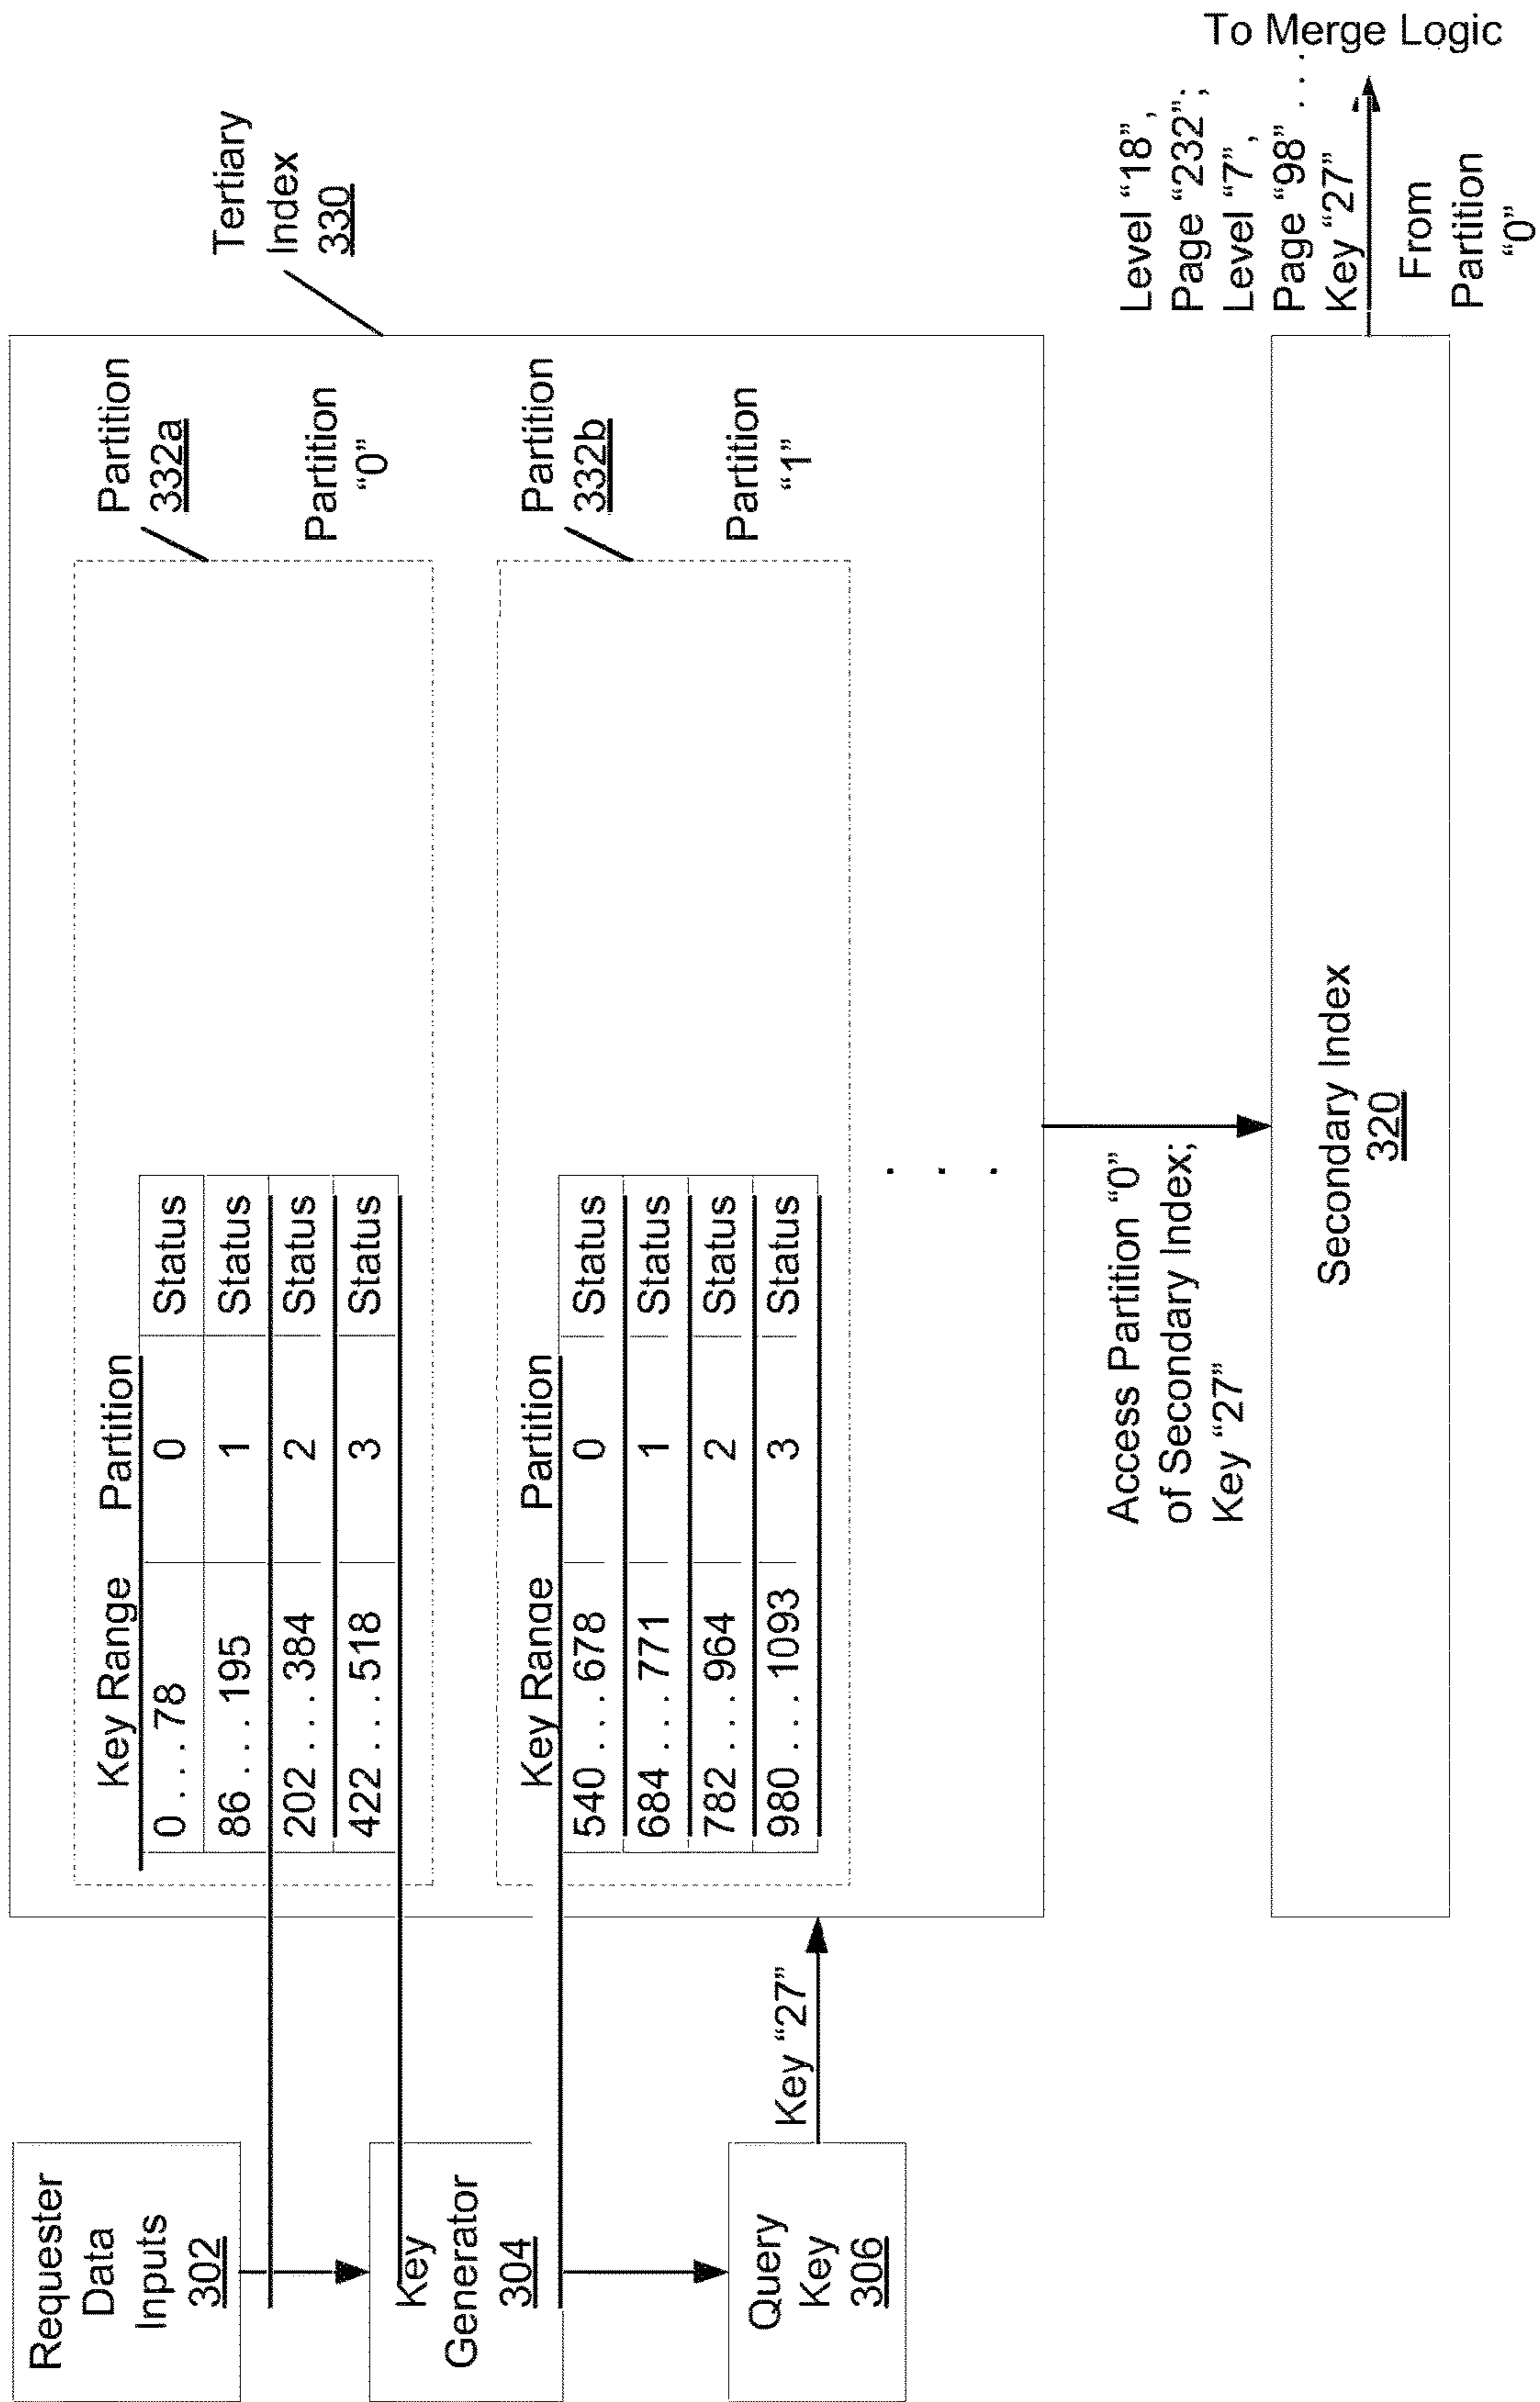 Requester
Data
Inputs
302
Key
Generator
304
Query
Key
306
Key “27”
Tertiary
Index
330
Partition
332a
Partition
“0”
Key Range Partition
0 . . . 78 0 Status
86 . . . 195 1 Status
202 . . . 384 2 Status
422 . . . 518 3 Status
Partition
332b
Partition
“1”
Key Range Partition
540 . . . 678 0 Status
684 . . . 771 1 Status
782 . . . 964 2 Status
980 . . . 1093 3 Status
. . .
Access Partition “0”
of Secondary Index;
Key “27”
Secondary Index
320
Level “18”,
Page “232”;
Level “7”,
Page “98” . . .
Key “27”
To Merge Logic
From
Partition
“0”